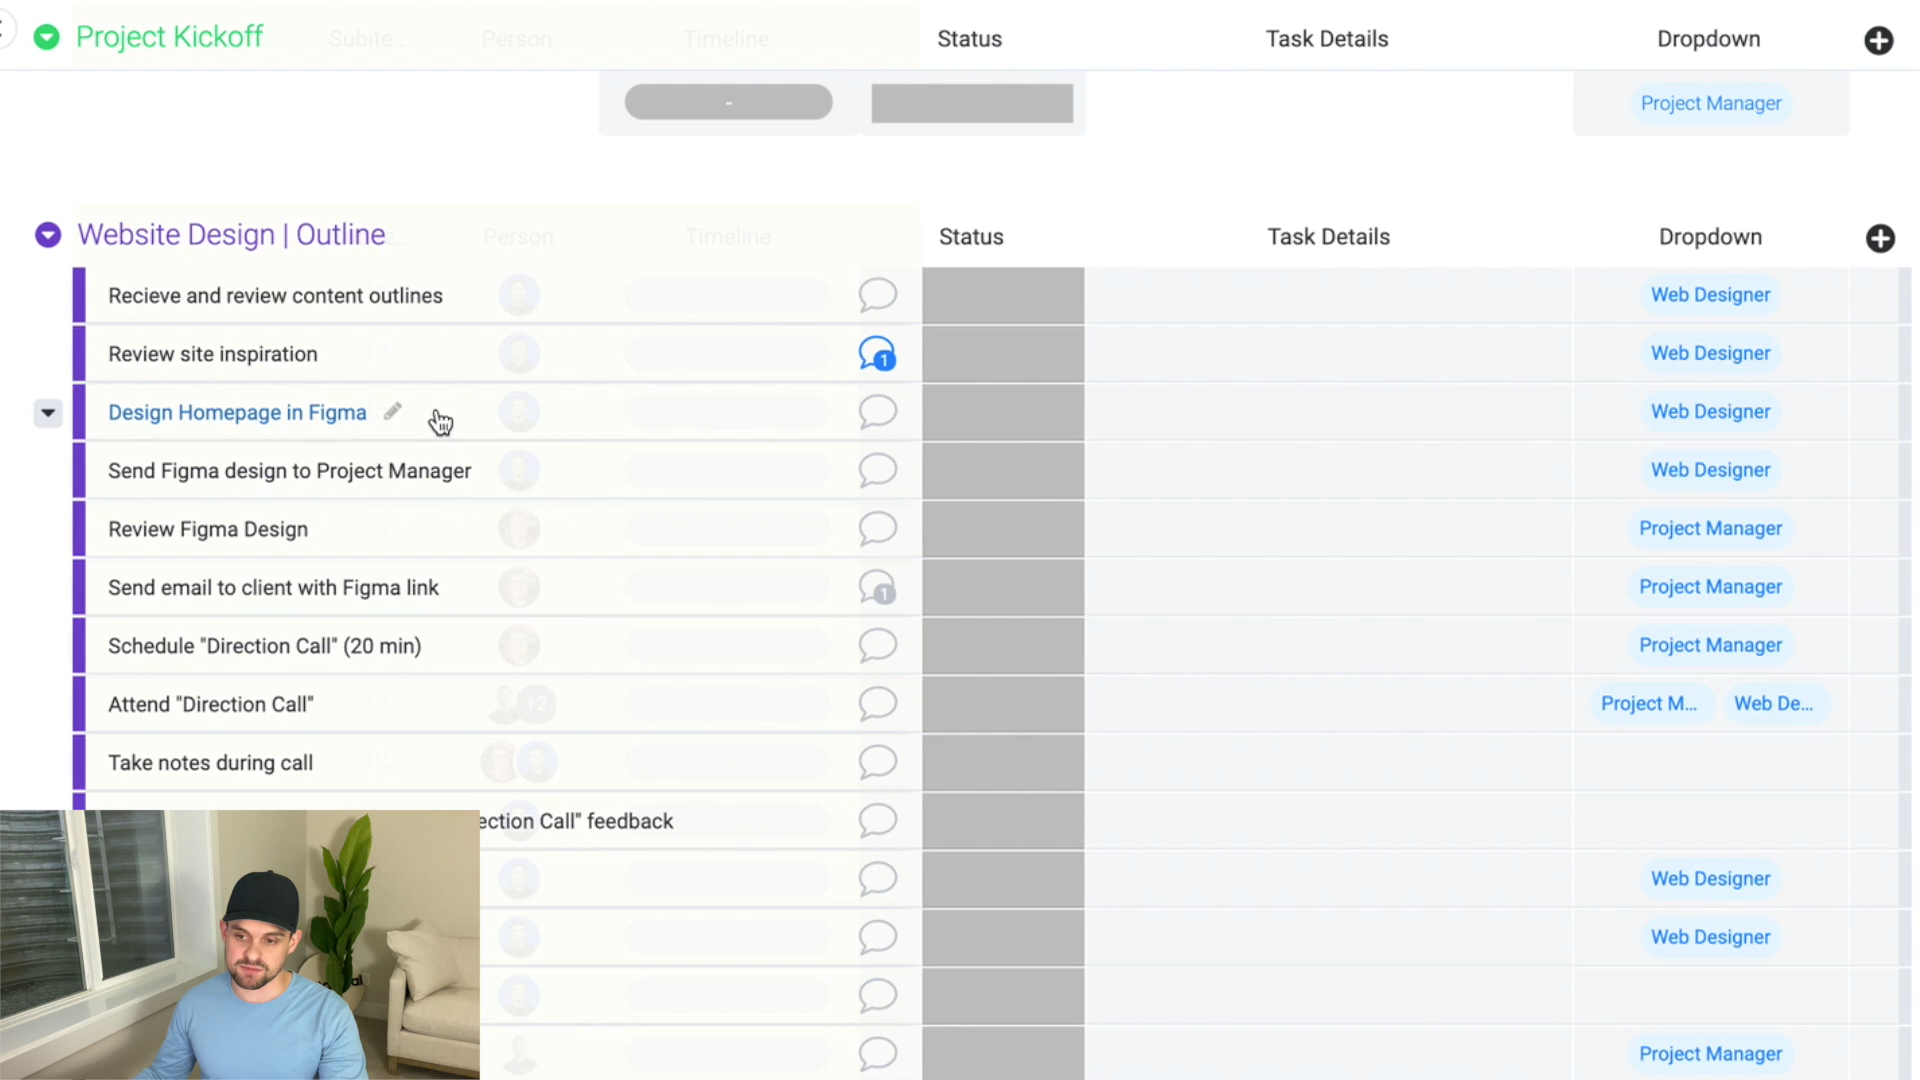 Project Kickoff Subite... Person Timeline Status Task Details Dropdown
- Project Manager
Website Design | Outline Person Timeline Status Task Details Dropdown
Recieve and review content outlines Web Designer
Review site inspiration 1 Web Designer
Design Homepage in Figma Web Designer
Send Figma design to Project Manager Web Designer
Review Figma Design Project Manager
Send email to client with Figma link 1 Project Manager
Schedule "Direction Call" (20 min) Project Manager
Attend "Direction Call" +2 Project M... Web De...
Take notes during call
Call" feedback
Web Designer
Web Designer
Project Manager